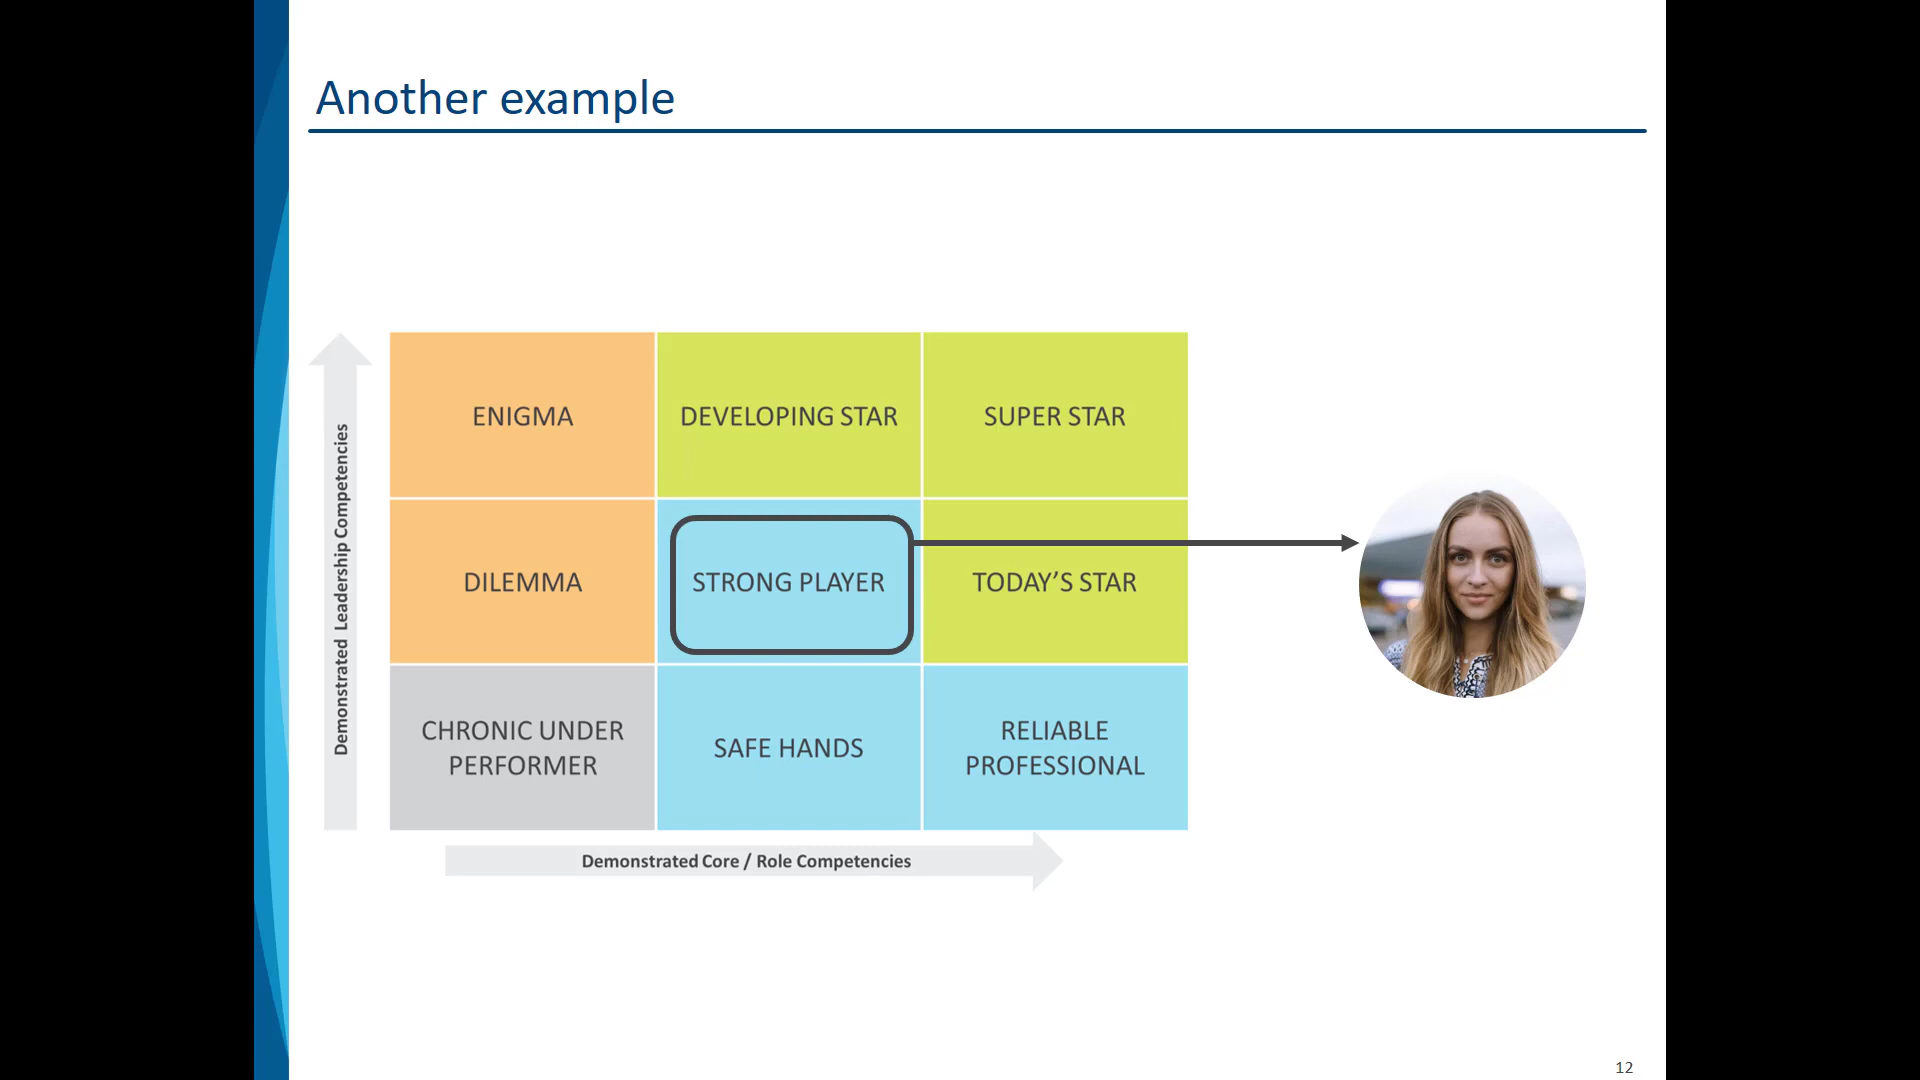 Another example
ENIGMA
DEVELOPING STAR
SUPER STAR
DILEMMA
STRONG PLAYER
TODAY’S STAR
CHRONIC UNDER
PERFORMER
SAFE HANDS
RELIABLE
PROFESSIONAL
Demonstrated Leadership Competencies
Demonstrated Core / Role Competencies
12